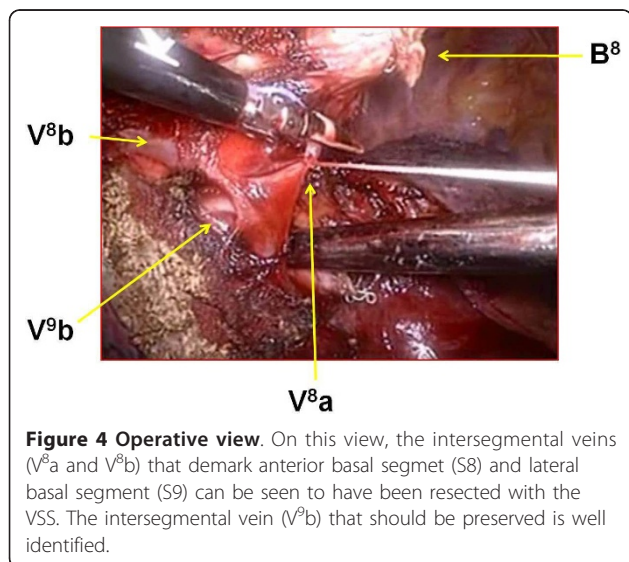 B⁸
V⁸b
V⁹b
V⁸a
Figure 4 Operative view. On this view, the intersegmental veins
(V⁸a and V⁸b) that demark anterior basal segmet (S8) and lateral
basal segment (S9) can be seen to have been resected with the
VSS. The intersegmental vein (V⁹b) that should be preserved is well
identified.